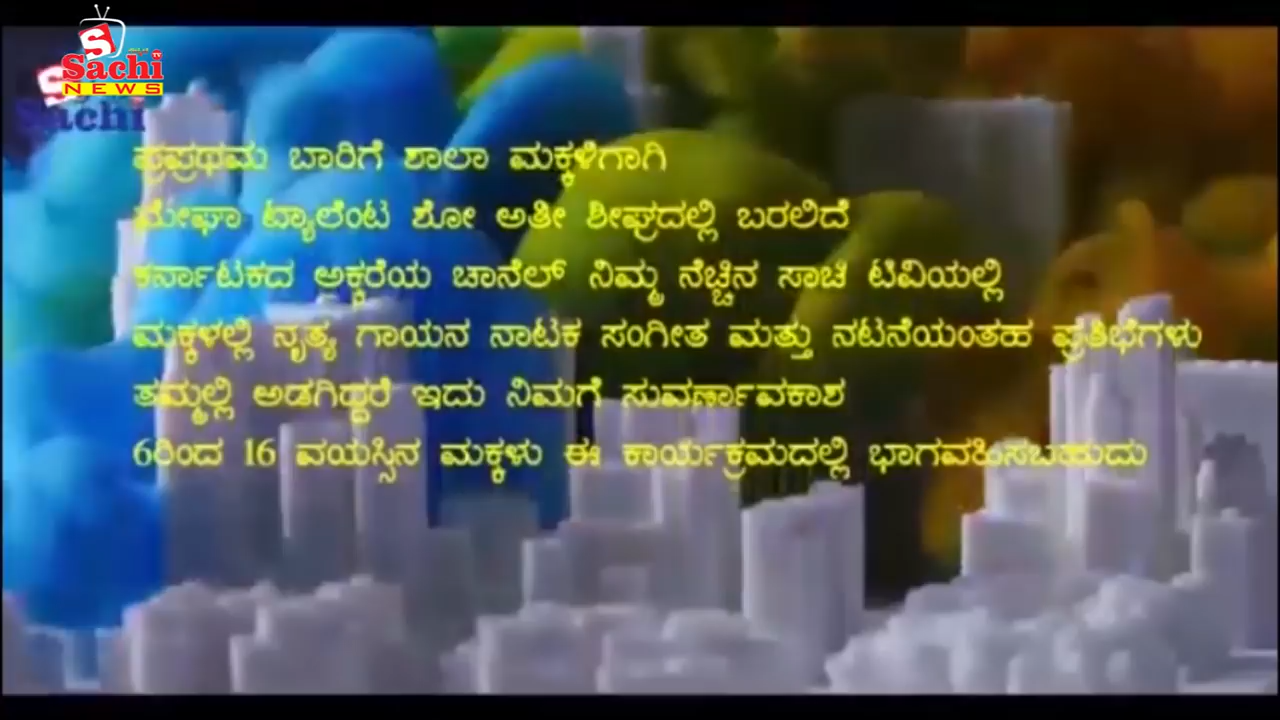 Sachi TV
NEWS
Sachi
ಪ್ರಪ್ರಥಮ ಬಾರಿಗೆ ಶಾಲಾ ಮಕ್ಕಳಿಗಾಗಿ
ಮೇಘಾ ಟ್ಯಾಲೆಂಟ ಶೋ ಅತೀ ಶೀಘ್ರದಲ್ಲಿ ಬರಲಿದೆ
ಕರ್ನಾಟಕದ ಅಕ್ಕರೆಯ ಚಾನೆಲ್ ನಿಮ್ಮ ನೆಚ್ಚಿನ ಸಾಚಿ ಟಿವಿಯಲ್ಲಿ
ಮಕ್ಕಳಲ್ಲಿ ನೃತ್ಯ ಗಾಯನ ನಾಟಕ ಸಂಗೀತ ಮತ್ತು ನಟನೆಯಂತಹ ಪ್ರತಿಭೆಗಳು
ತಮ್ಮಲ್ಲಿ ಅಡಗಿದ್ದರೆ ಇದು ನಿಮಗೆ ಸುವರ್ಣಾವಕಾಶ
6ರಿಂದ 16 ವಯಸ್ಸಿನ ಮಕ್ಕಳು ಈ ಕಾರ್ಯಕ್ರಮದಲ್ಲಿ ಭಾಗವಹಿಸಬಹುದು